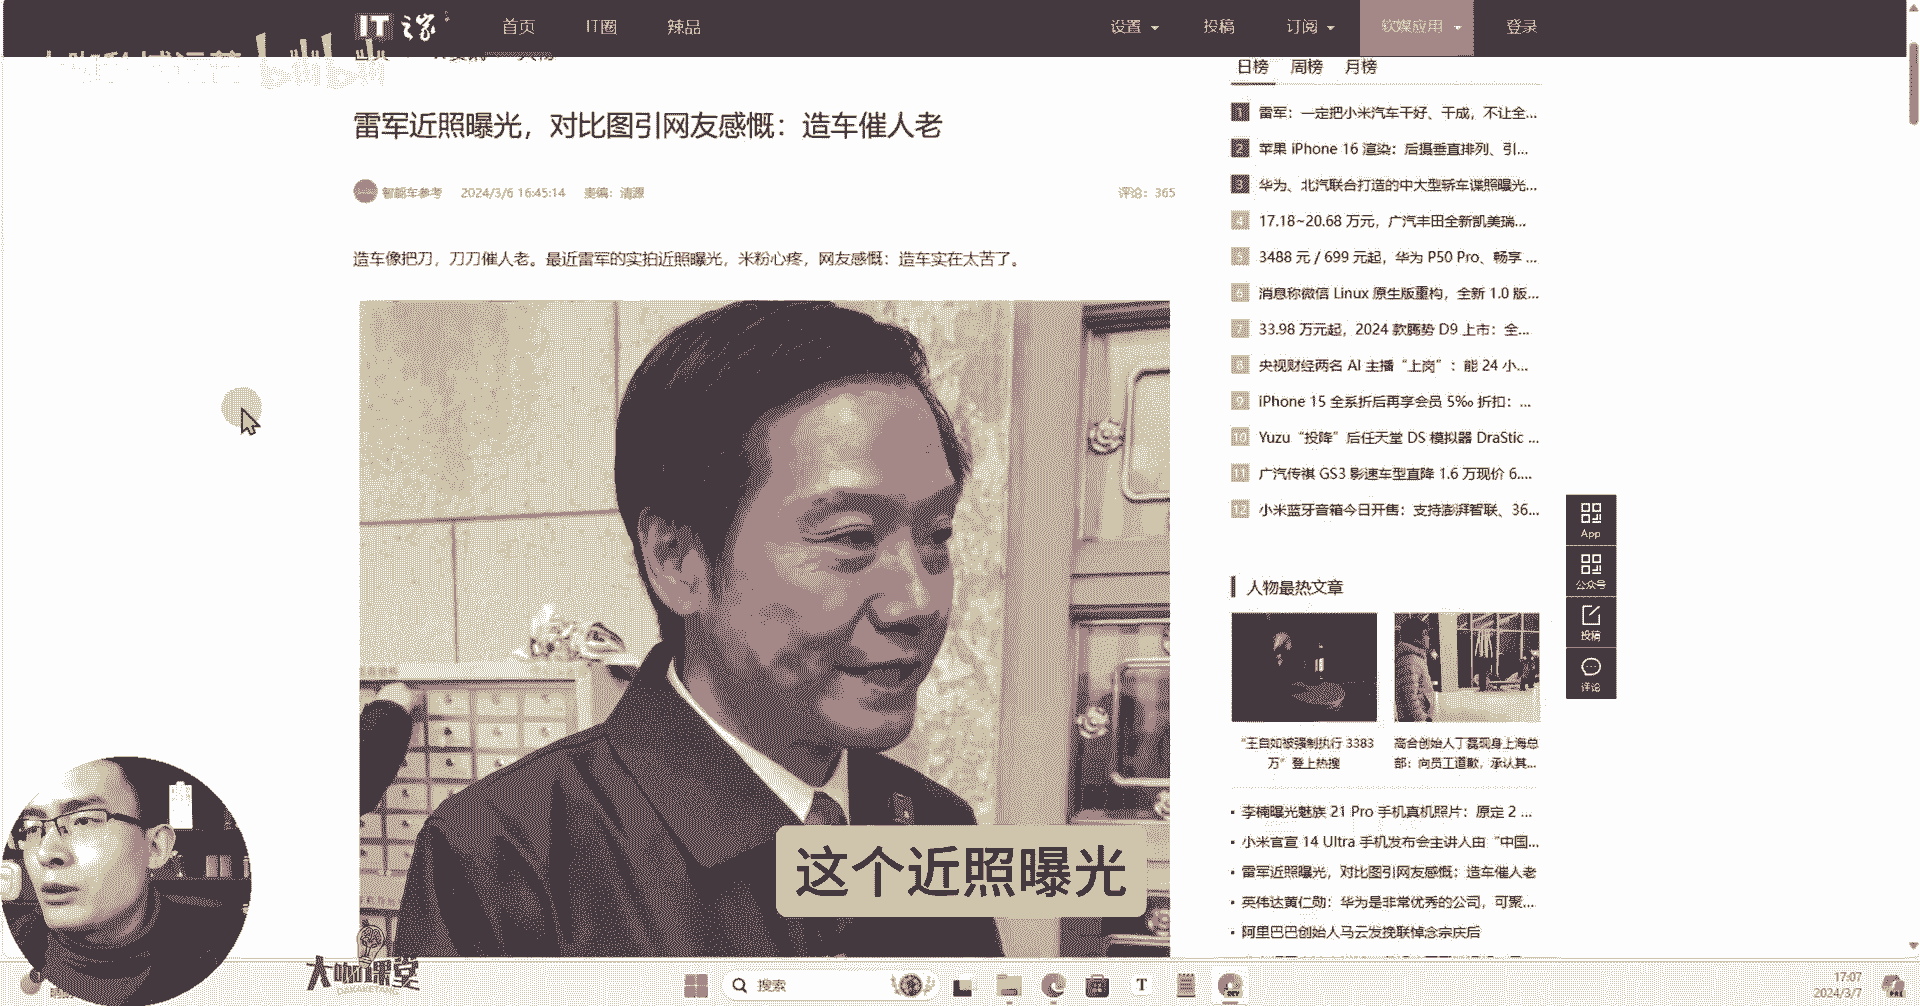 IT之家
首页 IT圈 辣品
设置 投稿 订阅 软媒应用 登录
bilibili
日榜 周榜 月榜
雷军近照曝光，对比图引网友感慨：造车催人老
智能车参考 2024/3/6 16:45:14 责编：清源 评论：365
造车像把刀，刀刀催人老。最近雷军的实拍近照曝光，米粉心疼，网友感慨：造车实在太苦了。
1 雷军：一定把小米汽车干好、干成，不让全...
2 苹果 iPhone 16 渲染：后摄垂直排列、引...
3 华为、北汽联合打造的中大型轿车谍照曝光...
4 17.18~20.68 万元，广汽丰田全新凯美瑞...
5 3488 元 / 699 元起，华为 P50 Pro、畅享 ...
6 消息称微信 Linux 原生版重构，全新 1.0 版...
7 33.98 万元起，2024 款腾势 D9 上市：全...
8 央视财经两名 AI 主播“上岗”：能 24 小...
9 iPhone 15 全系折后再享会员 5‰ 折扣：...
10 Yuzu“投降”后任天堂 DS 模拟器 DraStic ...
11 广汽传祺 GS3 影速车型直降 1.6 万现价 6....
12 小米蓝牙音箱今日开售：支持澎湃智联、36...
App
公众号
投稿
评论
人物最热文章
“王自如被强制执行 3383
万”登上热搜
高合创始人丁磊现身上海总
部：向员工道歉，承认其...
李楠曝光魅族 21 Pro 手机真机照片：原定 2 ...
小米官宣 14 Ultra 手机发布会主讲人由“中国...
雷军近照曝光，对比图引网友感慨：造车催人老
英伟达黄仁勋：华为是非常优秀的公司，可聚...
阿里巴巴创始人马云发挽联悼念宗庆后
这个近照曝光
大咖课堂
DAKAKETANG
搜索
17:07
2024/3/7